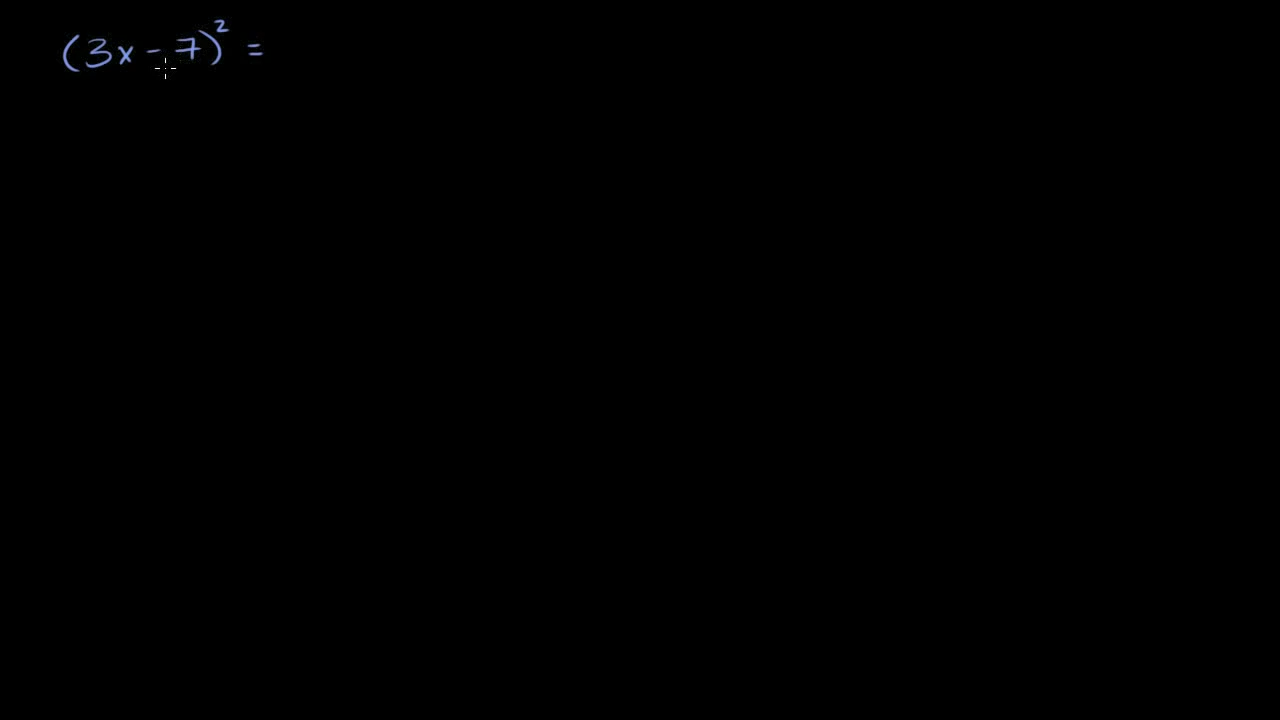 (3x - 7)² =